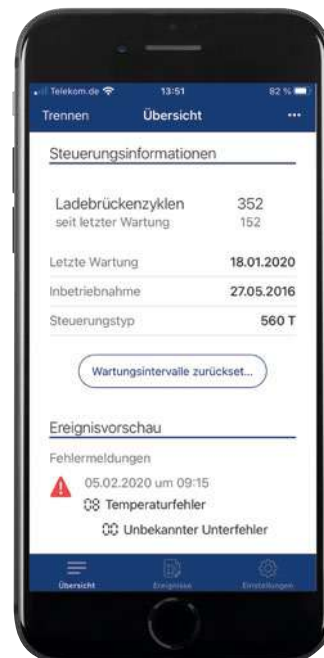 Telekom.de 13:51 82 %
Trennen Übersicht ...
Steuerungsinformationen
Ladebrückenzyklen 352
seit letzter Wartung 152
Letzte Wartung 18.01.2020
Inbetriebnahme 27.05.2016
Steuerungstyp 560 T
Wartungsintervalle zurückset...
Ereignisvorschau
Fehlermeldungen
05.02.2020 um 09:15
08 Temperaturfehler
00 Unbekannter Unterfehler
Übersicht Ereignisse Einstellungen